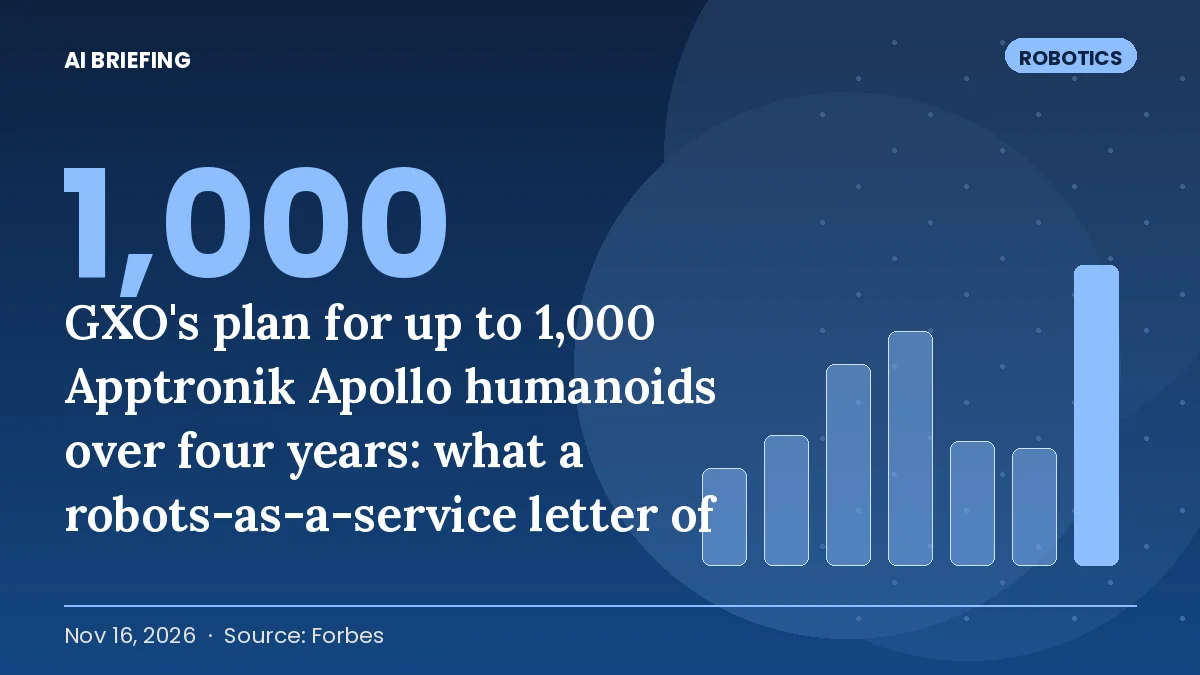 AI BRIEFING
ROBOTICS
1,000
GXO's plan for up to 1,000
Apptronik Apollo humanoids
over four years: what a
robots-as-a-service letter of
Nov 16, 2026 · Source: Forbes